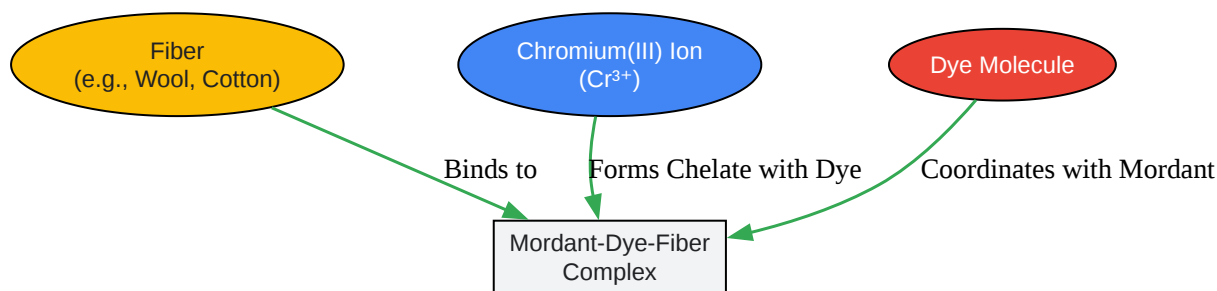 Fiber
(e.g., Wool, Cotton)
Chromium(III) Ion
(Cr³⁺)
Dye Molecule
Binds to
Forms Chelate with Dye
Coordinates with Mordant
Mordant-Dye-Fiber
Complex